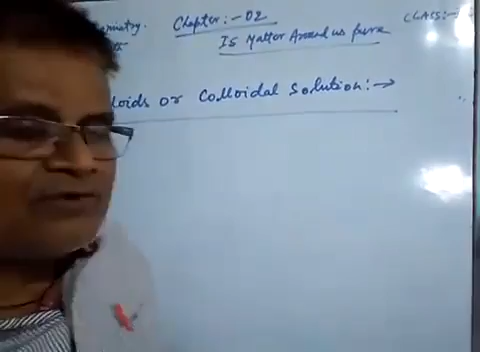 Chapter:-02 CLASS:-
Is Matter Around us pure
loids or Colloidal Solution:→